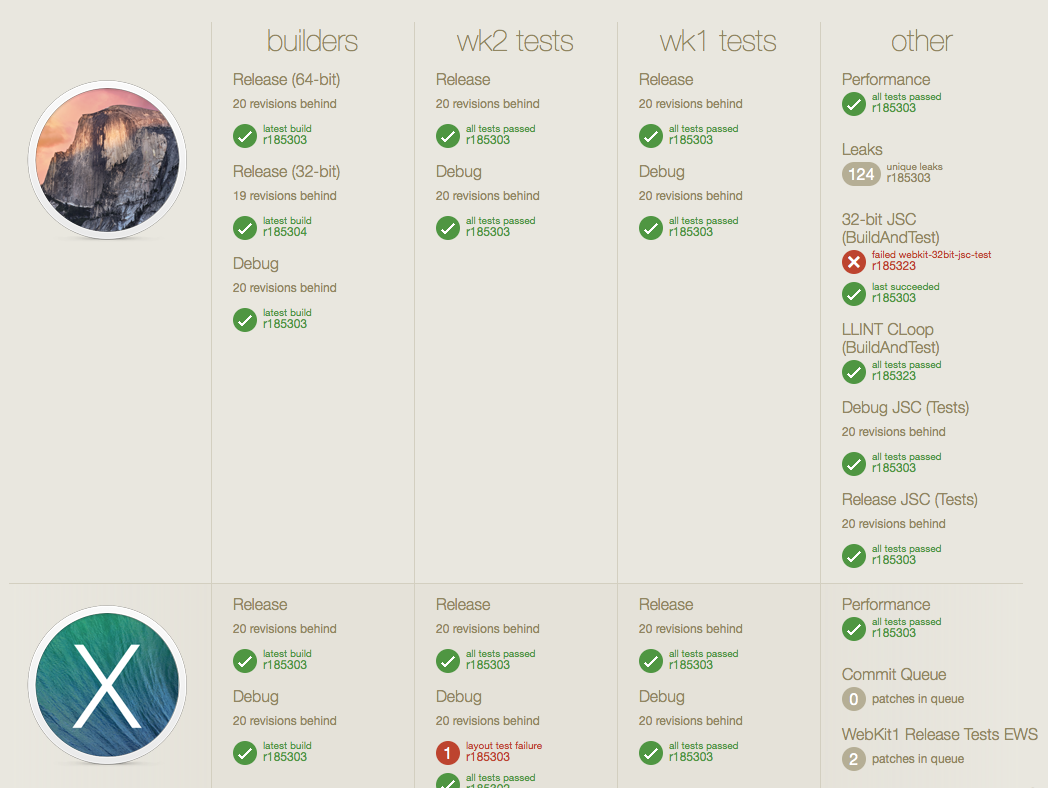 builders
wk2 tests
wk1 tests
other
Release (64-bit)
20 revisions behind
latest build
r185303
Release (32-bit)
19 revisions behind
latest build
r185304
Debug
20 revisions behind
latest build
r185303
Release
20 revisions behind
all tests passed
r185303
Debug
20 revisions behind
all tests passed
r185303
Release
20 revisions behind
all tests passed
r185303
Debug
20 revisions behind
all tests passed
r185303
Performance
all tests passed
r185303
Leaks
124
unique leaks
r185303
32-bit JSC
(BuildAndTest)
failed webkit-32bit-jsc-test
r185323
last succeeded
r185303
LLINT CLoop
(BuildAndTest)
all tests passed
r185323
Debug JSC (Tests)
20 revisions behind
all tests passed
r185303
Release JSC (Tests)
20 revisions behind
all tests passed
r185303
X
Release
20 revisions behind
latest build
r185303
Debug
20 revisions behind
latest build
r185303
Release
20 revisions behind
all tests passed
r185303
Debug
20 revisions behind
1
layout test failure
r185303
all tests passed
Release
20 revisions behind
all tests passed
r185303
Debug
20 revisions behind
all tests passed
r185303
Performance
all tests passed
r185303
Commit Queue
0 patches in queue
WebKit1 Release Tests EWS
2 patches in queue